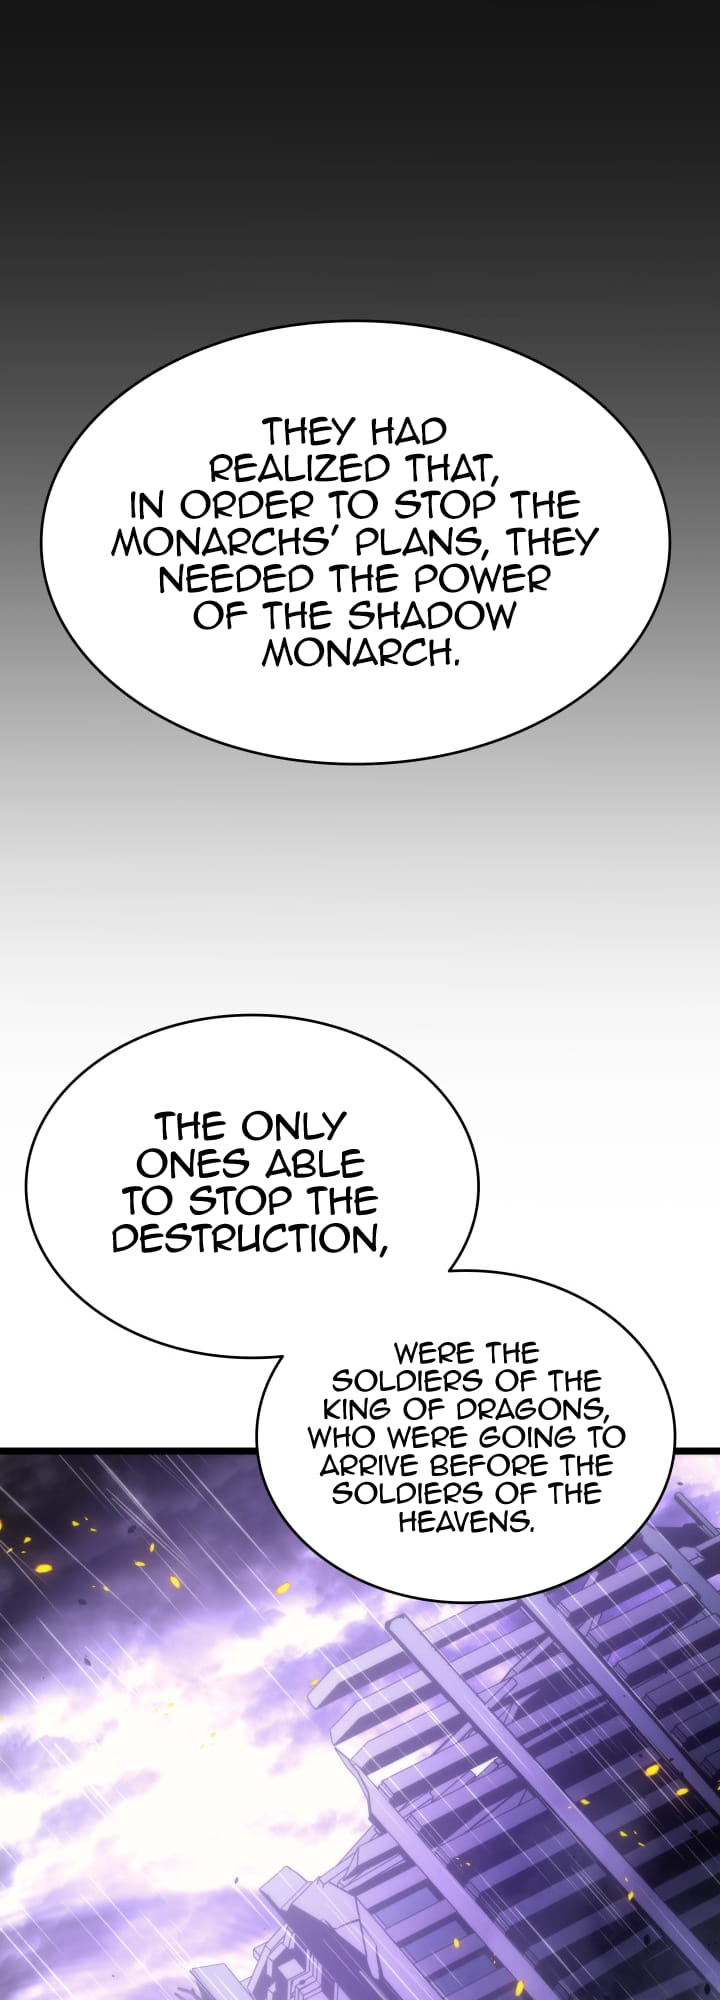 THEY HAD
REALIZED THAT,
IN ORDER TO STOP THE
MONARCHS' PLANS, THEY
NEEDED THE POWER
OF THE SHADOW
MONARCH.
THE ONLY
ONES ABLE
TO STOP THE
DESTRUCTION,
WERE THE
SOLDIERS OF THE
KING OF DRAGONS,
WHO WERE GOING TO
ARRIVE BEFORE THE
SOLDIERS OF THE
HEAVENS.